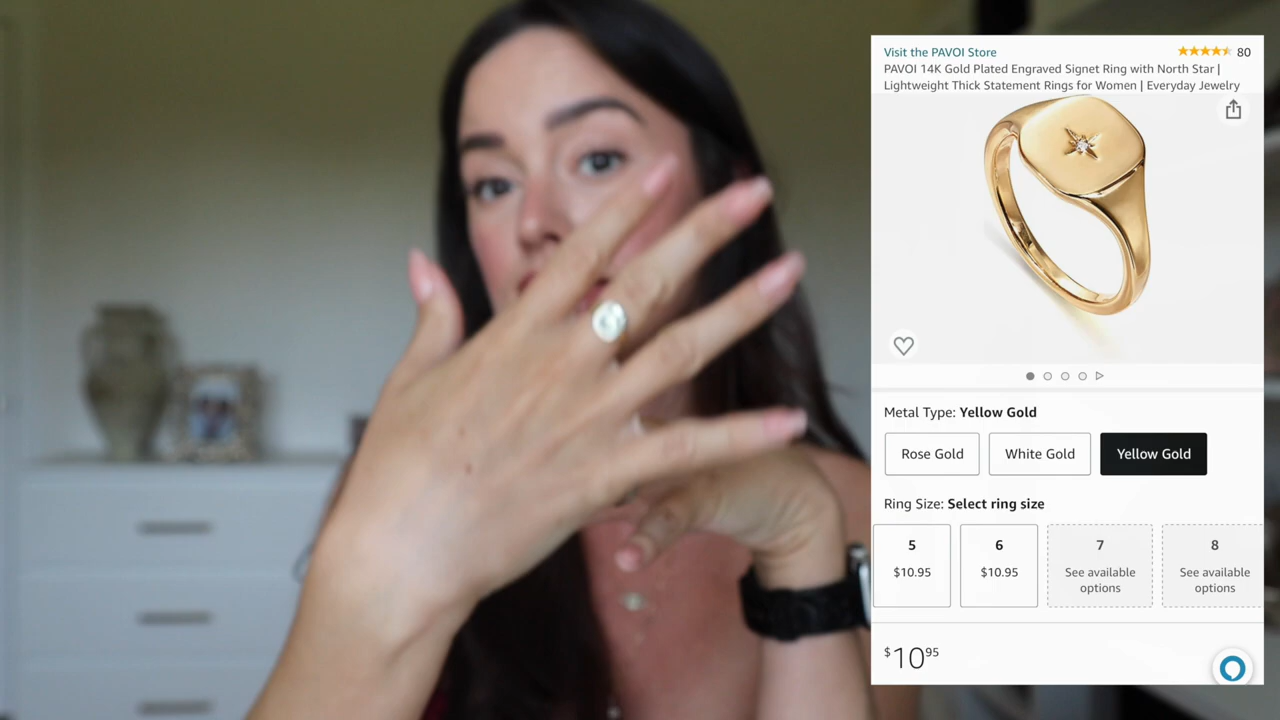 Visit the PAVOI Store
80
PAVOI 14K Gold Plated Engraved Signet Ring with North Star |
Lightweight Thick Statement Rings for Women | Everyday Jewelry
Metal Type: Yellow Gold
Rose Gold
White Gold
Yellow Gold
Ring Size: Select ring size
5
$10.95
6
$10.95
7
See available
options
8
See available
options
$10.95